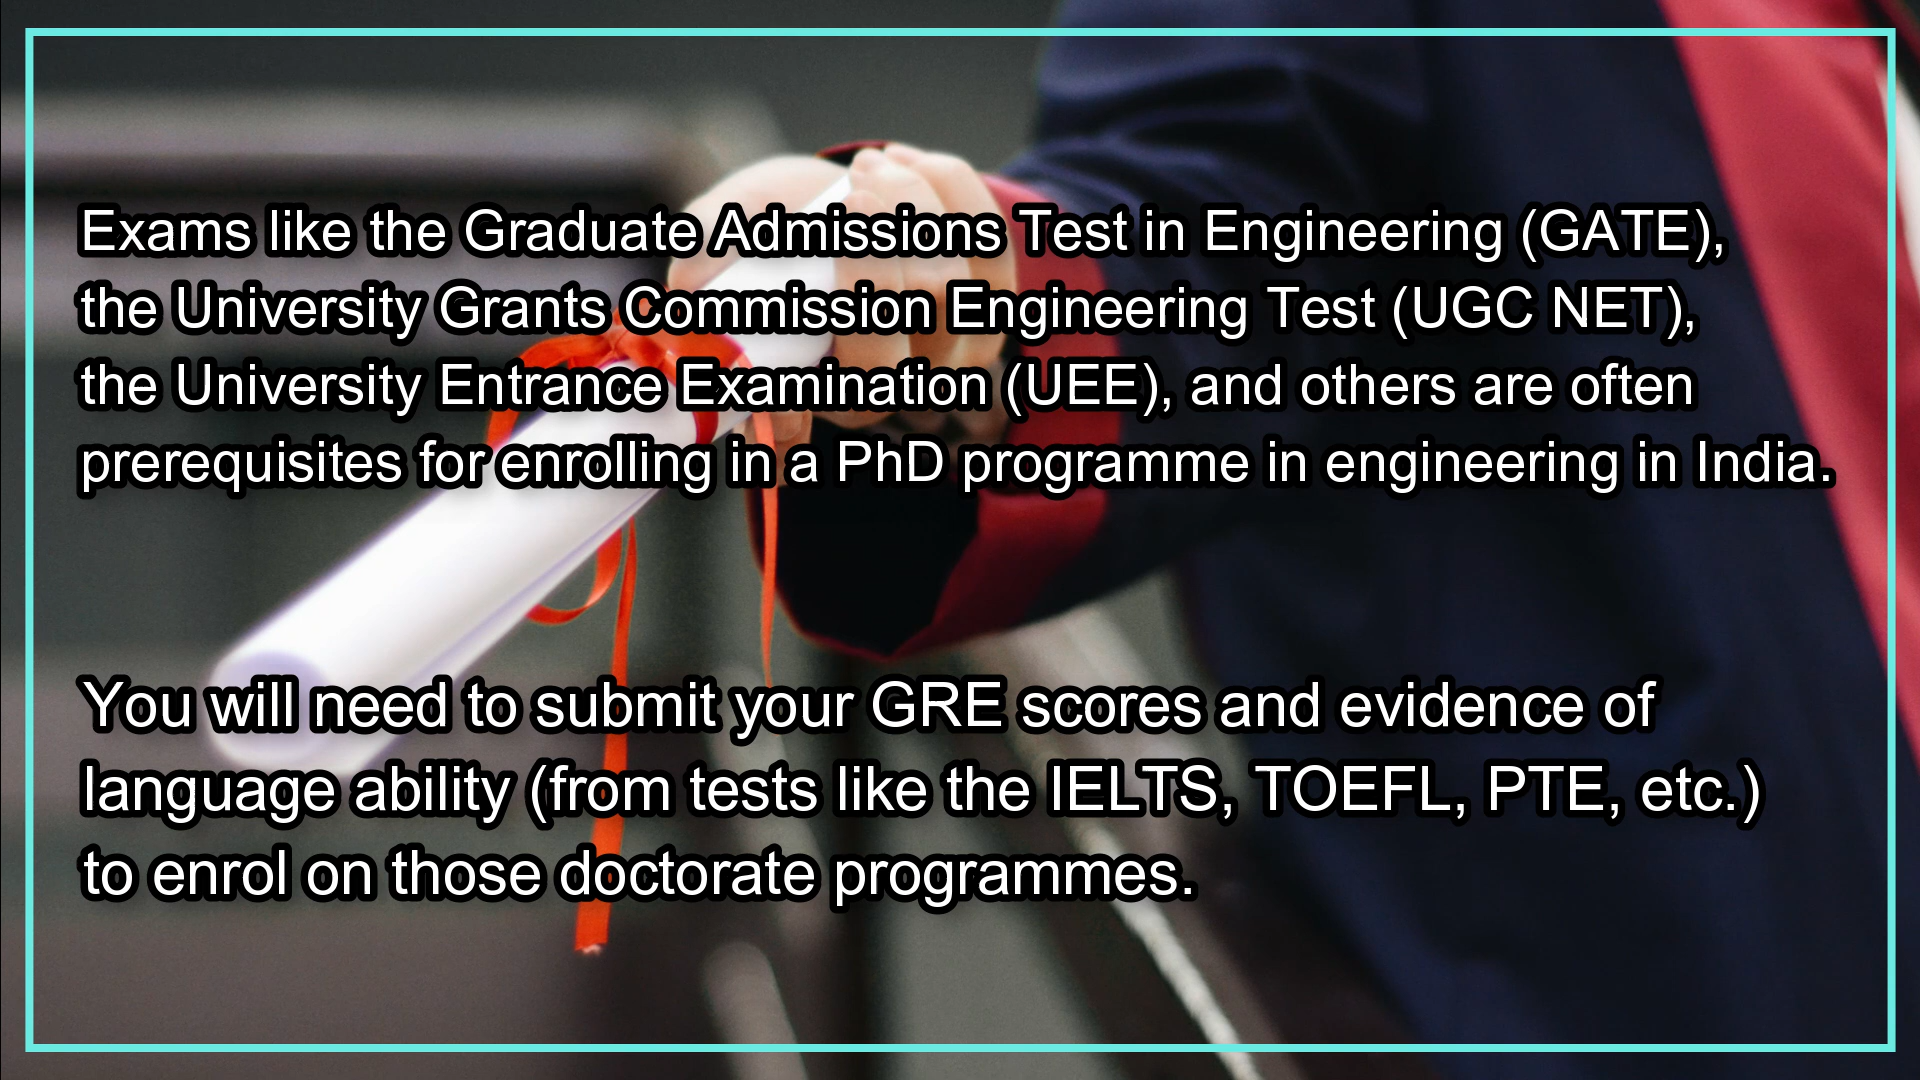 Exams like the Graduate Admissions Test in Engineering (GATE),
the University Grants Commission Engineering Test (UGC NET),
the University Entrance Examination (UEE), and others are often
prerequisites for enrolling in a PhD programme in engineering in India.
You will need to submit your GRE scores and evidence of
language ability (from tests like the IELTS, TOEFL, PTE, etc.)
to enrol on those doctorate programmes.